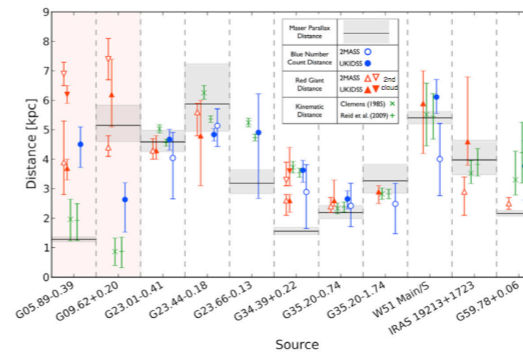 9
8
7
6
5
4
3
2
1
0
Distance [kpc]
Maser Parallax
Distance
Blue Number
Count Distance
2MASS
UKIDSS
Red Giant
Distance
2MASS 2nd
UKIDSS cloud
Kinematic
Distance
Clemens (1985)
Reid et al. (2009)
G05.89-0.39
G09.62+0.20
G23.01-0.41
G23.44-0.18
G23.66-0.13
G34.39+0.22
G35.20-0.74
G35.20-1.74
W51 Main/S
IRAS 19213+1723
G59.78+0.06
Source